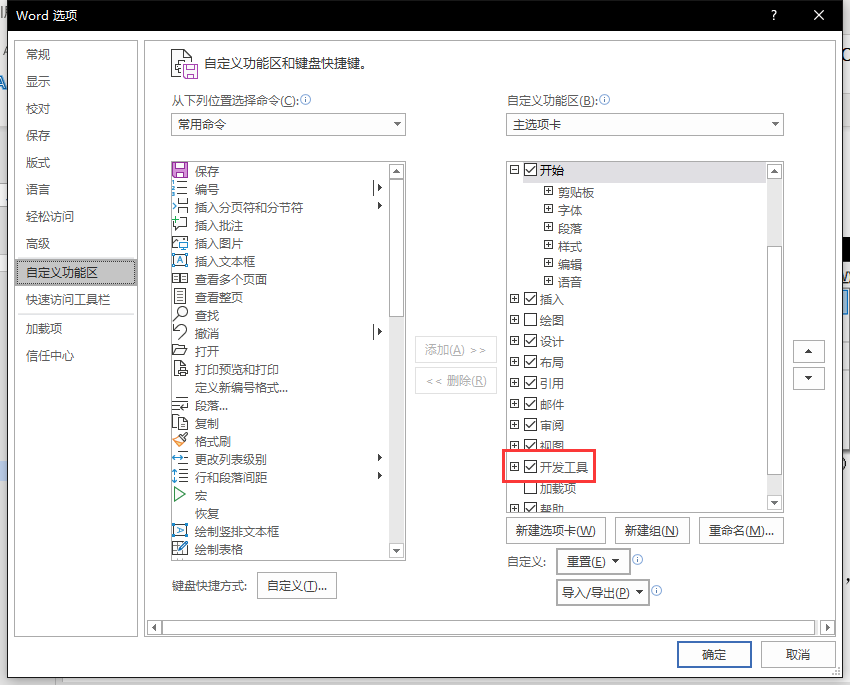 Word 选项
?
常规
显示
校对
保存
版式
语言
轻松访问
高级
自定义功能区
快速访问工具栏
加载项
信任中心
自定义功能区和键盘快捷键。
从下列位置选择命令(C):
常用命令
保存
编号
插入分页符和分节符
插入批注
插入图片
插入文本框
查看多个页面
查看整页
查找
撤消
打开
打印预览和打印
定义新编号格式...
段落...
复制
格式刷
更改列表级别
行和段落间距
宏
恢复
绘制竖排文本框
绘制表格
键盘快捷方式:
自定义(T)...
添加(A) >>
<< 删除(R)
自定义功能区(B):
主选项卡
开始
剪贴板
字体
段落
样式
编辑
语音
插入
绘图
设计
布局
引用
邮件
审阅
视图
开发工具
加载项
帮助
新建选项卡(W)
新建组(N)
重命名(M)...
自定义:
重置(E)
导入/导出(P)
确定
取消